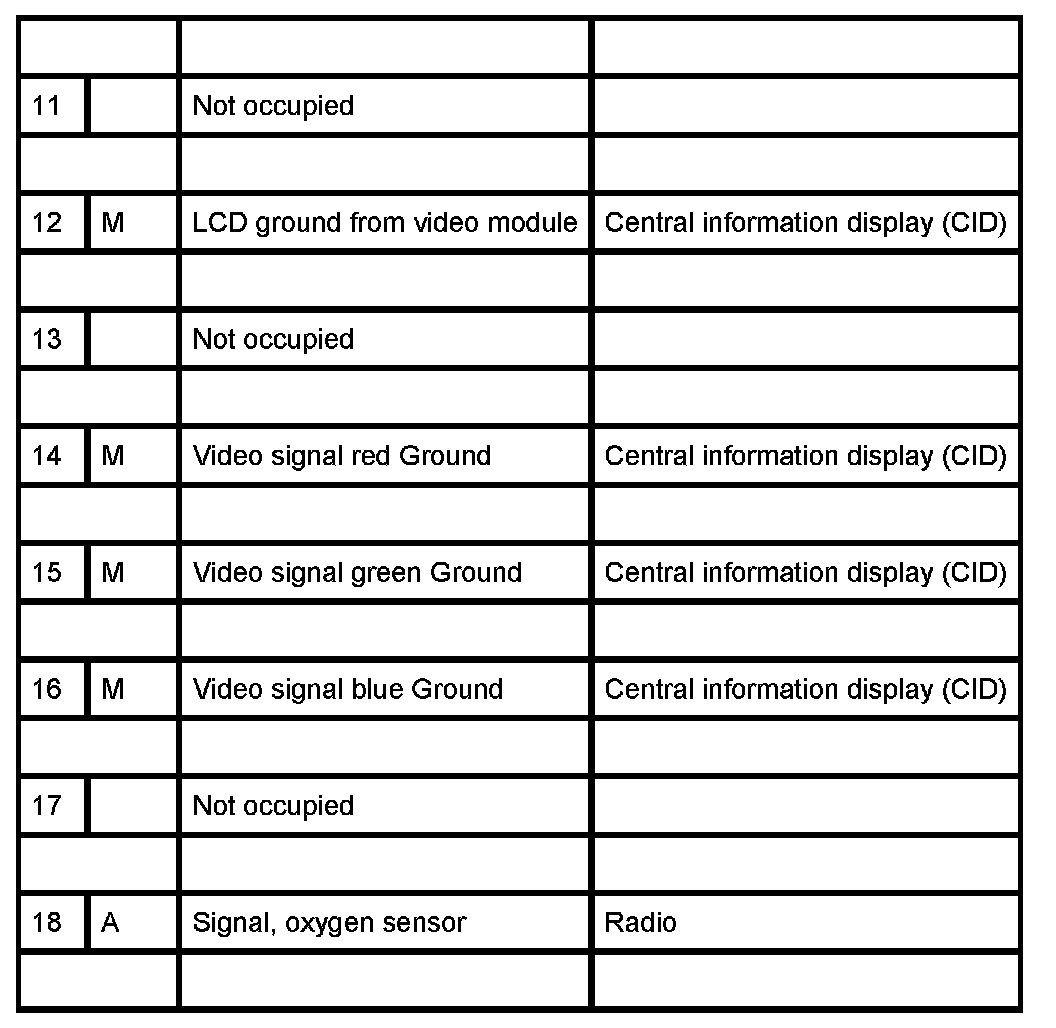 11 Not occupied
12 M LCD ground from video module Central information display (CID)
13 Not occupied
14 M Video signal red Ground Central information display (CID)
15 M Video signal green Ground Central information display (CID)
16 M Video signal blue Ground Central information display (CID)
17 Not occupied
18 A Signal, oxygen sensor Radio